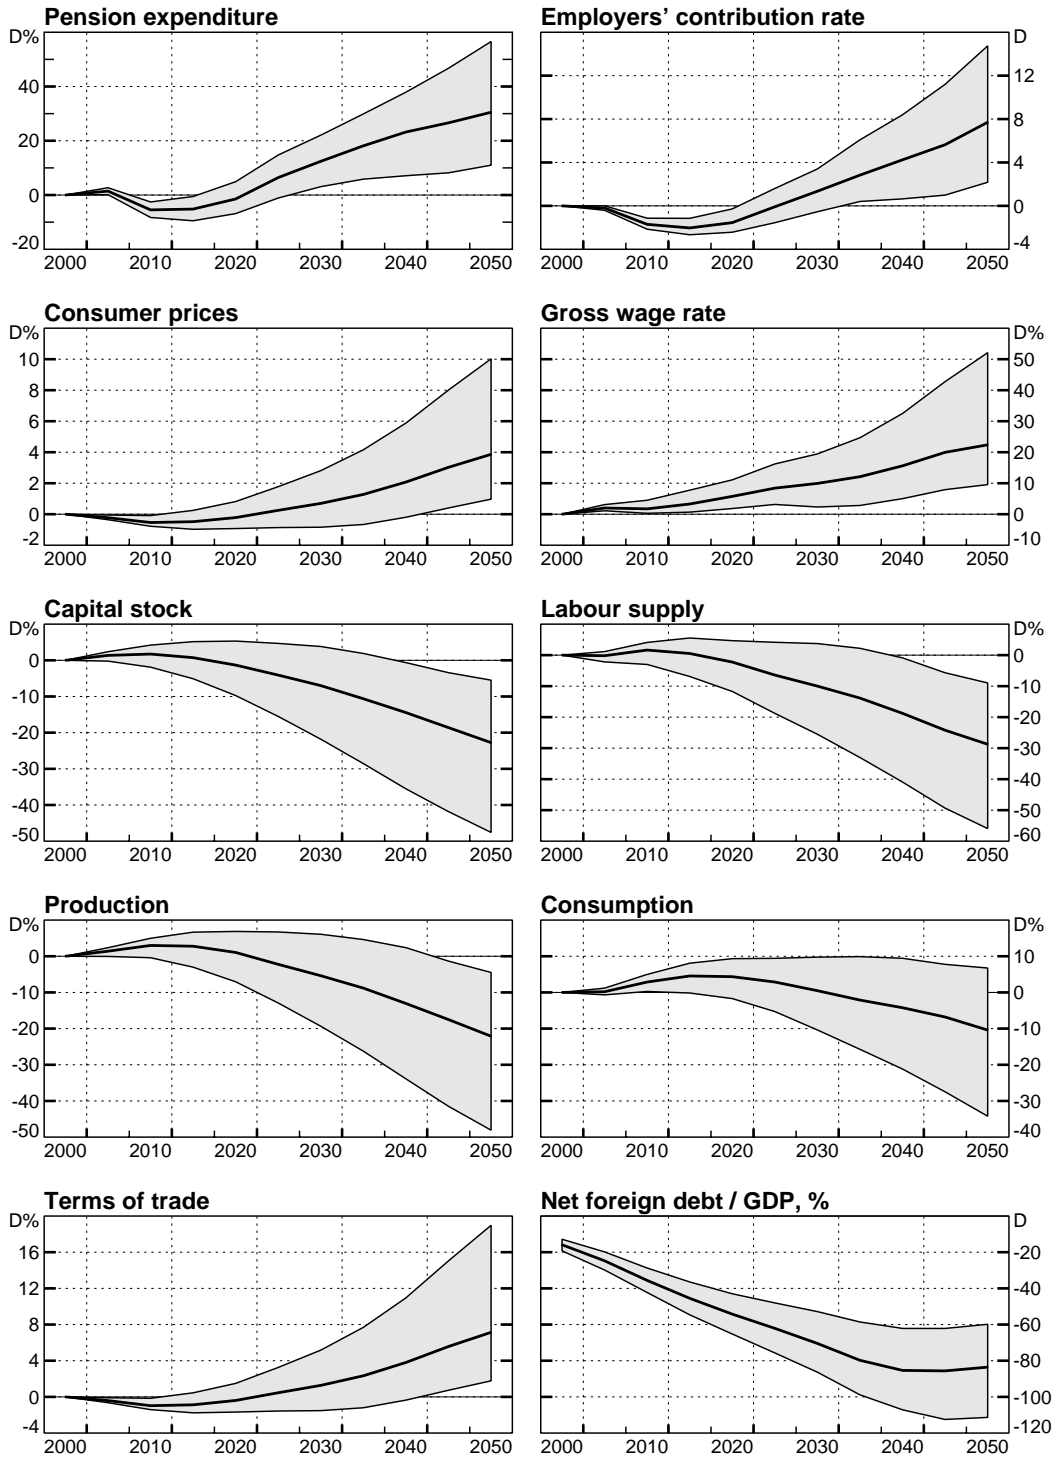 Pension expenditure
D%
40
20
0
-20
2000 2010 2020 2030 2040 2050
Employers’ contribution rate
D
12
8
4
0
-4
2000 2010 2020 2030 2040 2050
Consumer prices
D%
10
8
6
4
2
0
-2
2000 2010 2020 2030 2040 2050
Gross wage rate
D%
50
40
30
20
10
0
-10
2000 2010 2020 2030 2040 2050
Capital stock
D%
0
-10
-20
-30
-40
-50
2000 2010 2020 2030 2040 2050
Labour supply
D%
0
-10
-20
-30
-40
-50
-60
2000 2010 2020 2030 2040 2050
Production
D%
0
-10
-20
-30
-40
-50
2000 2010 2020 2030 2040 2050
Consumption
D%
10
0
-10
-20
-30
-40
2000 2010 2020 2030 2040 2050
Terms of trade
D%
16
12
8
4
0
-4
2000 2010 2020 2030 2040 2050
Net foreign debt / GDP, %
D
-20
-40
-60
-80
-100
-120
2000 2010 2020 2030 2040 2050